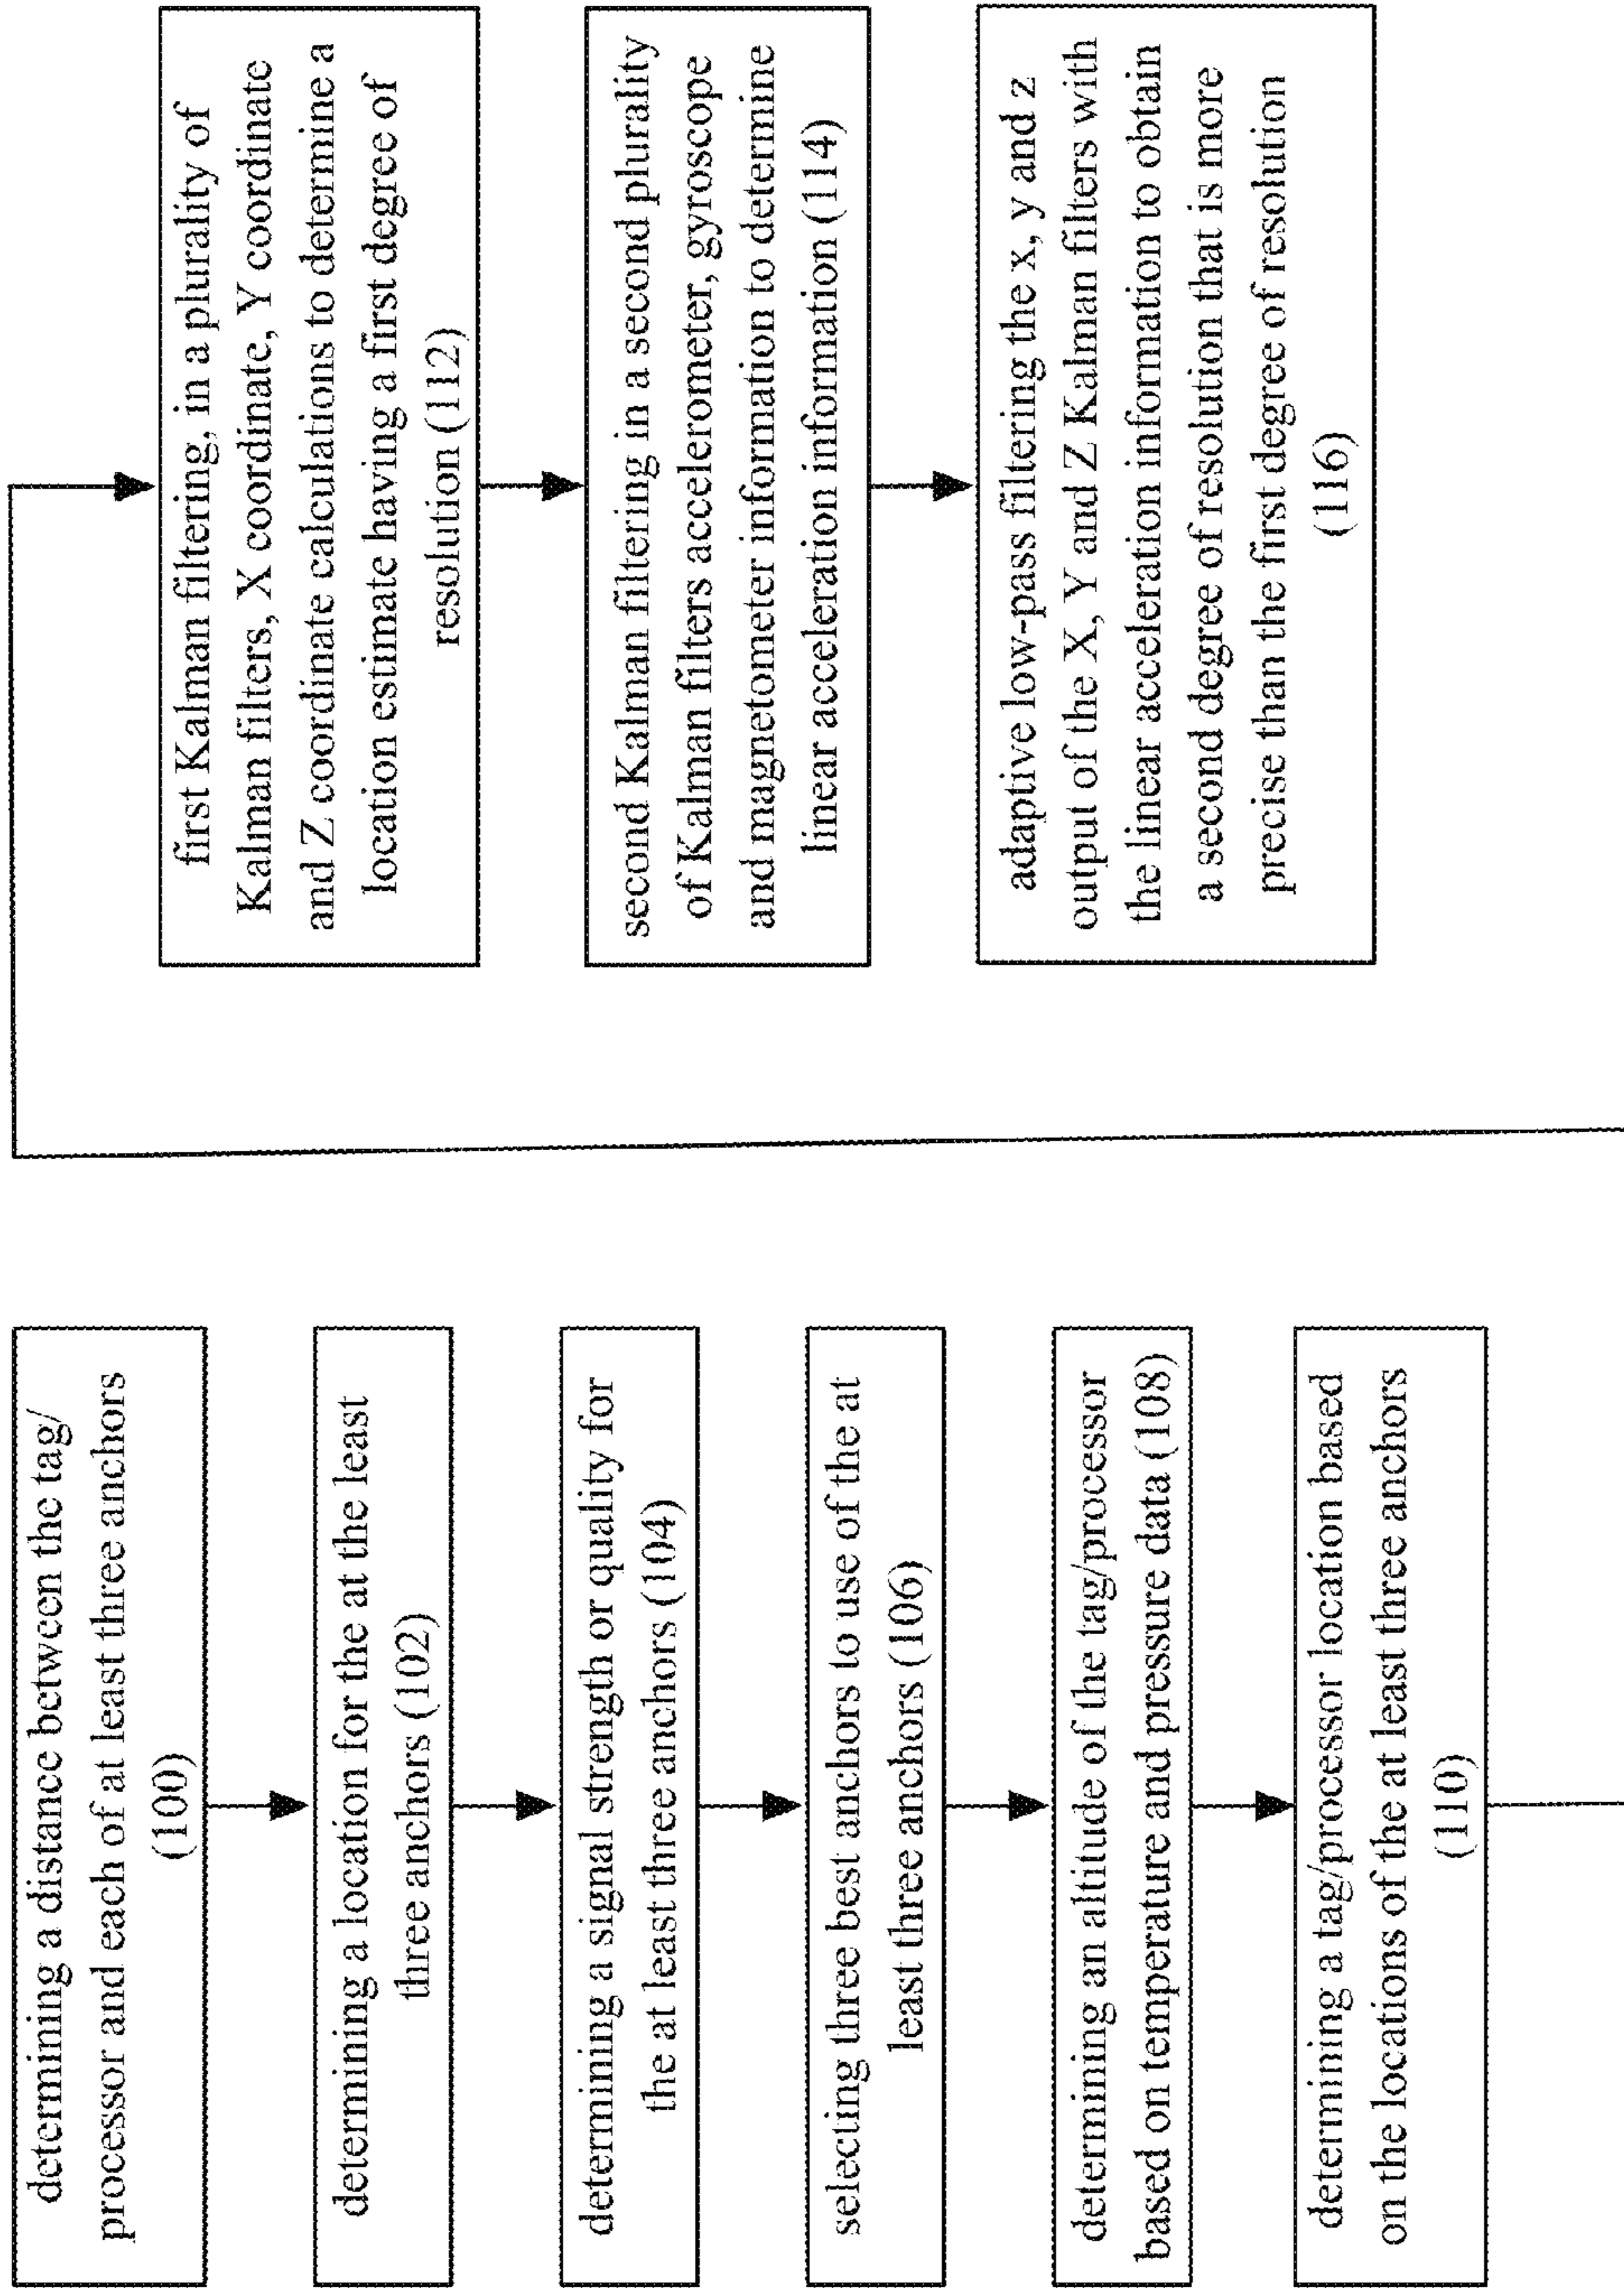 determining a distance between the tag/
processor and each of at least three anchors
(100)
determining a location for the at the least
three anchors (102)
determining a signal strength or quality for
the at least three anchors (104)
selecting three best anchors to use of the at
least three anchors (106)
determining an altitude of the tag/processor
based on temperature and pressure data (108)
determining a tag/processor location based
on the locations of the at least three anchors
(110)
first Kalman filtering, in a plurality of
Kalman filters, X coordinate, Y coordinate
and Z coordinate calculations to determine a
location estimate having a first degree of
resolution (112)
second Kalman filtering in a second plurality
of Kalman filters accelerometer, gyroscope
and magnetometer information to determine
linear acceleration information (114)
adaptive low-pass filtering the x, y and z
output of the X, Y and Z Kalman filters with
the linear acceleration information to obtain
a second degree of resolution that is more
precise than the first degree of resolution
(116)